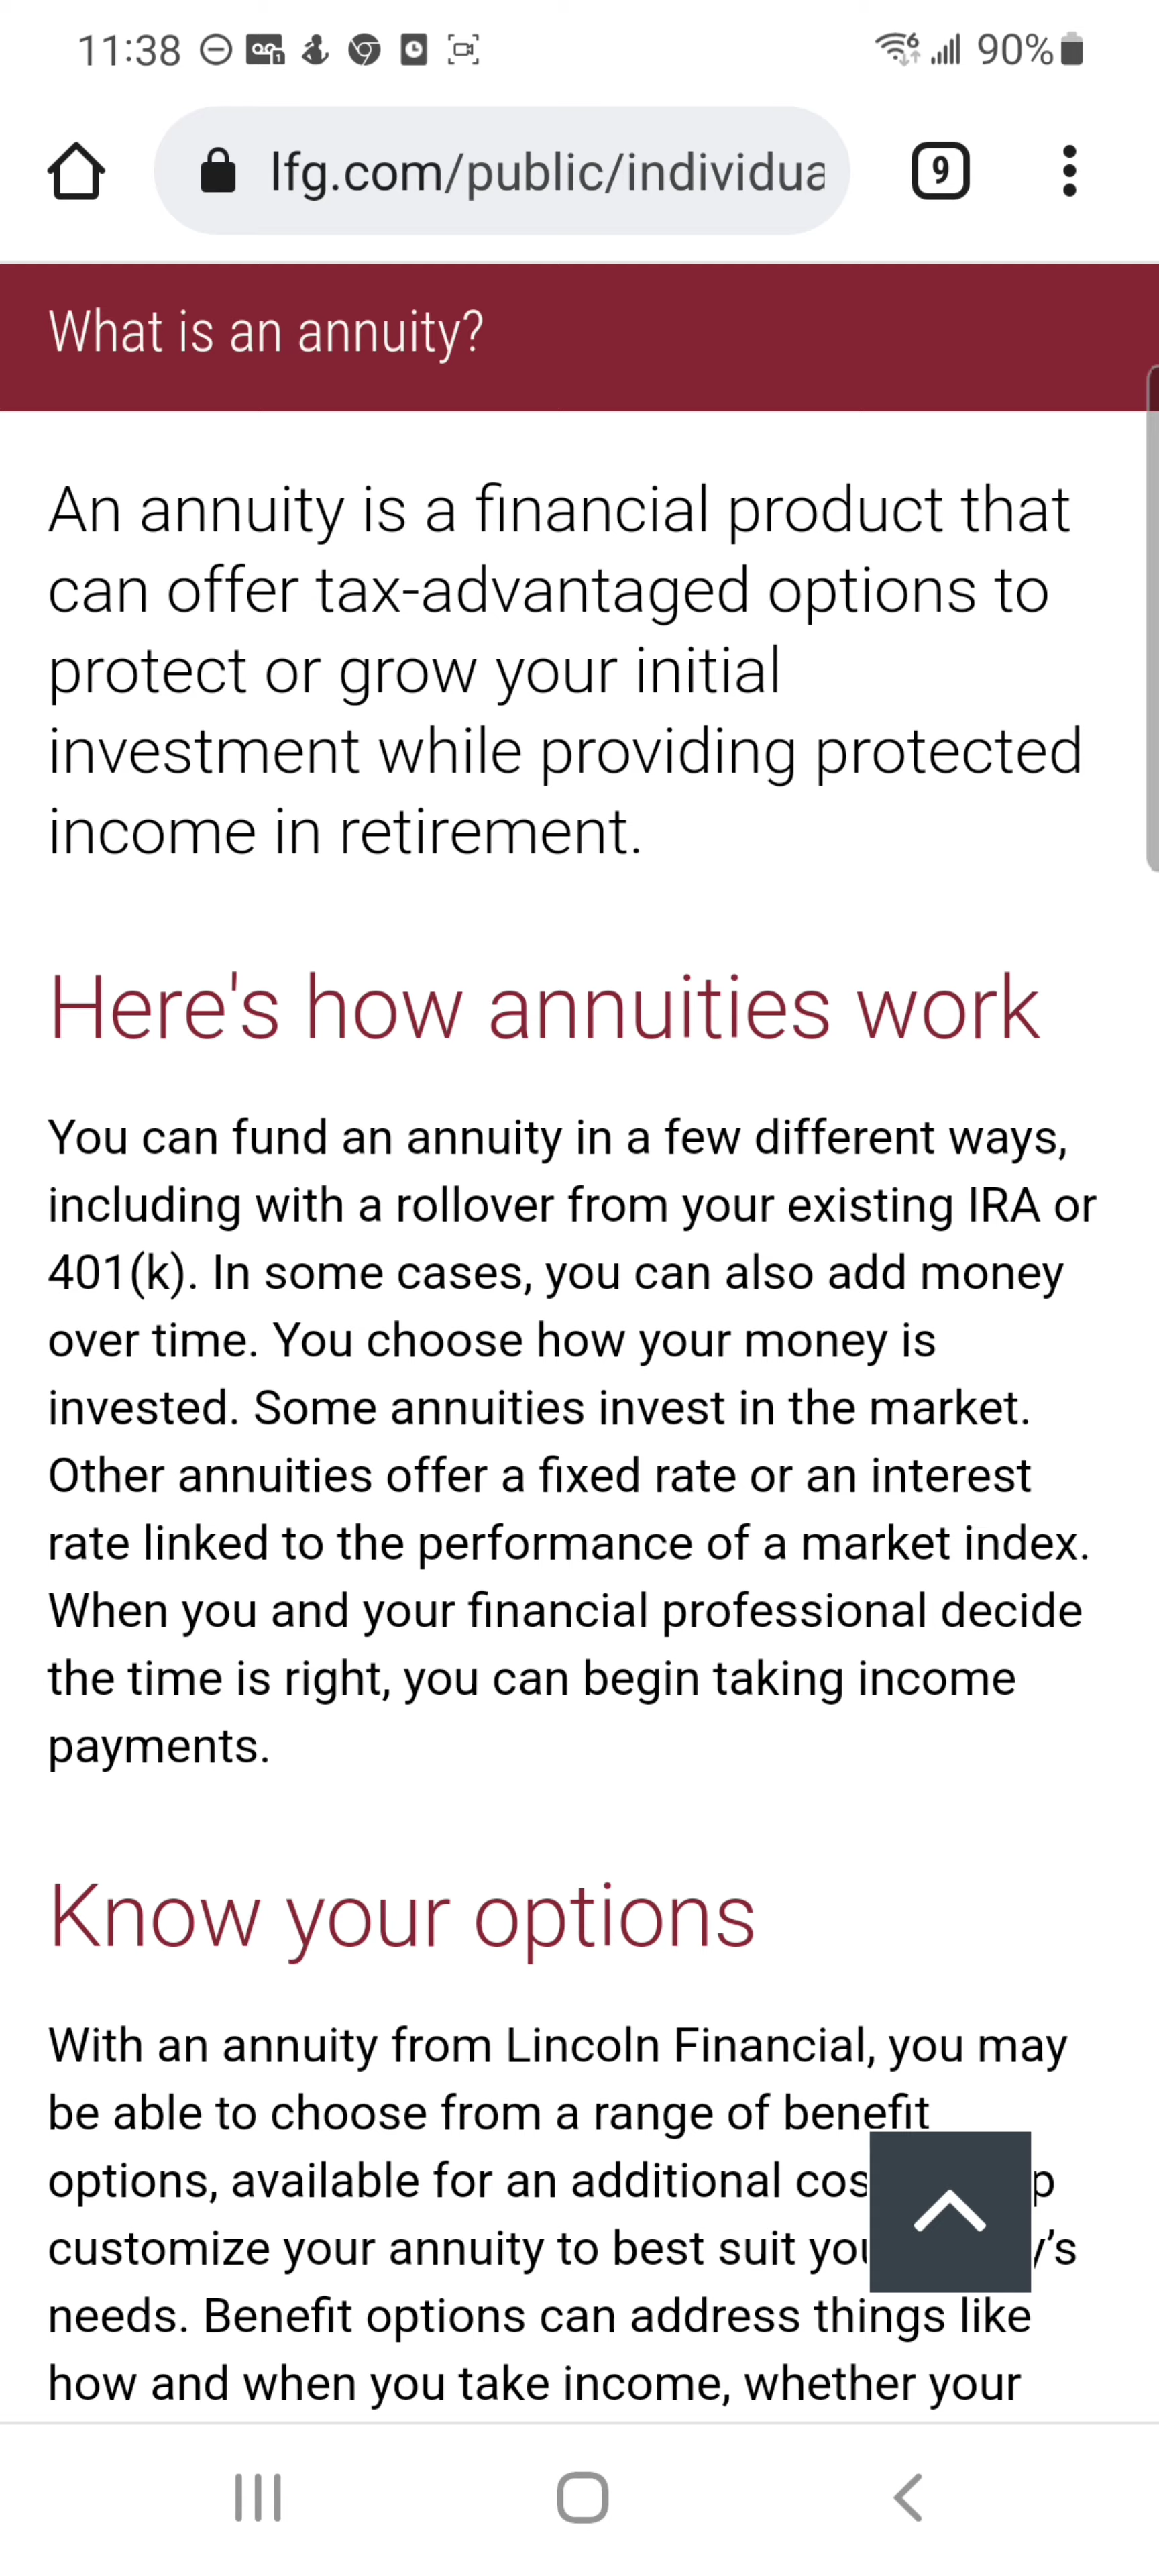 11:38
6
90%
lfg.com/public/individua
9
What is an annuity?
An annuity is a financial product that
can offer tax-advantaged options to
protect or grow your initial
investment while providing protected
income in retirement.
Here's how annuities work
You can fund an annuity in a few different ways,
including with a rollover from your existing IRA or
401(k). In some cases, you can also add money
over time. You choose how your money is
invested. Some annuities invest in the market.
Other annuities offer a fixed rate or an interest
rate linked to the performance of a market index.
When you and your financial professional decide
the time is right, you can begin taking income
payments.
Know your options
With an annuity from Lincoln Financial, you may
be able to choose from a range of benefit
options, available for an additional cos p
customize your annuity to best suit you 's
needs. Benefit options can address things like
how and when you take income, whether your